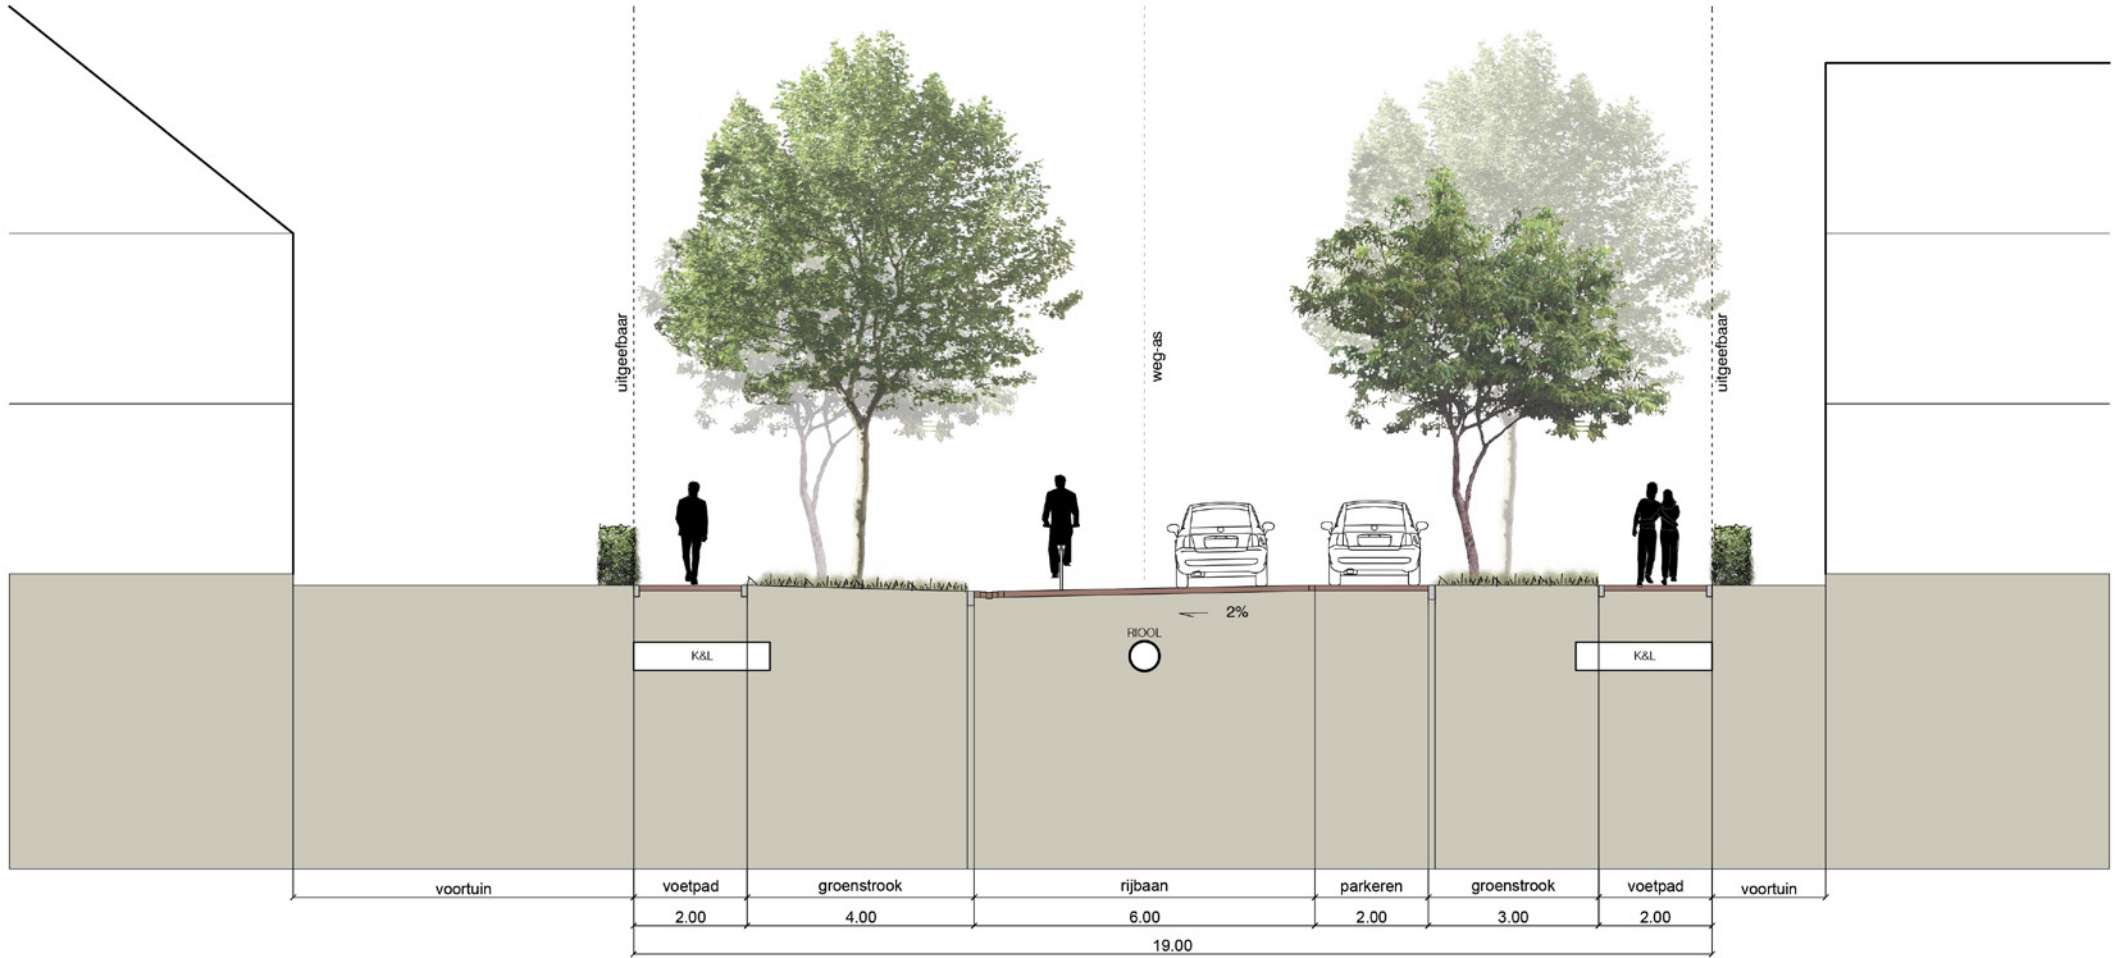 uitgeefbaar
weg-as
uitgeefbaar
2%
RIOOL
K&L
K&L
voortuin
voetpad
groenstrook
rijbaan
parkeren
groenstrook
voetpad
voortuin
2.00
4.00
6.00
2.00
3.00
2.00
19.00